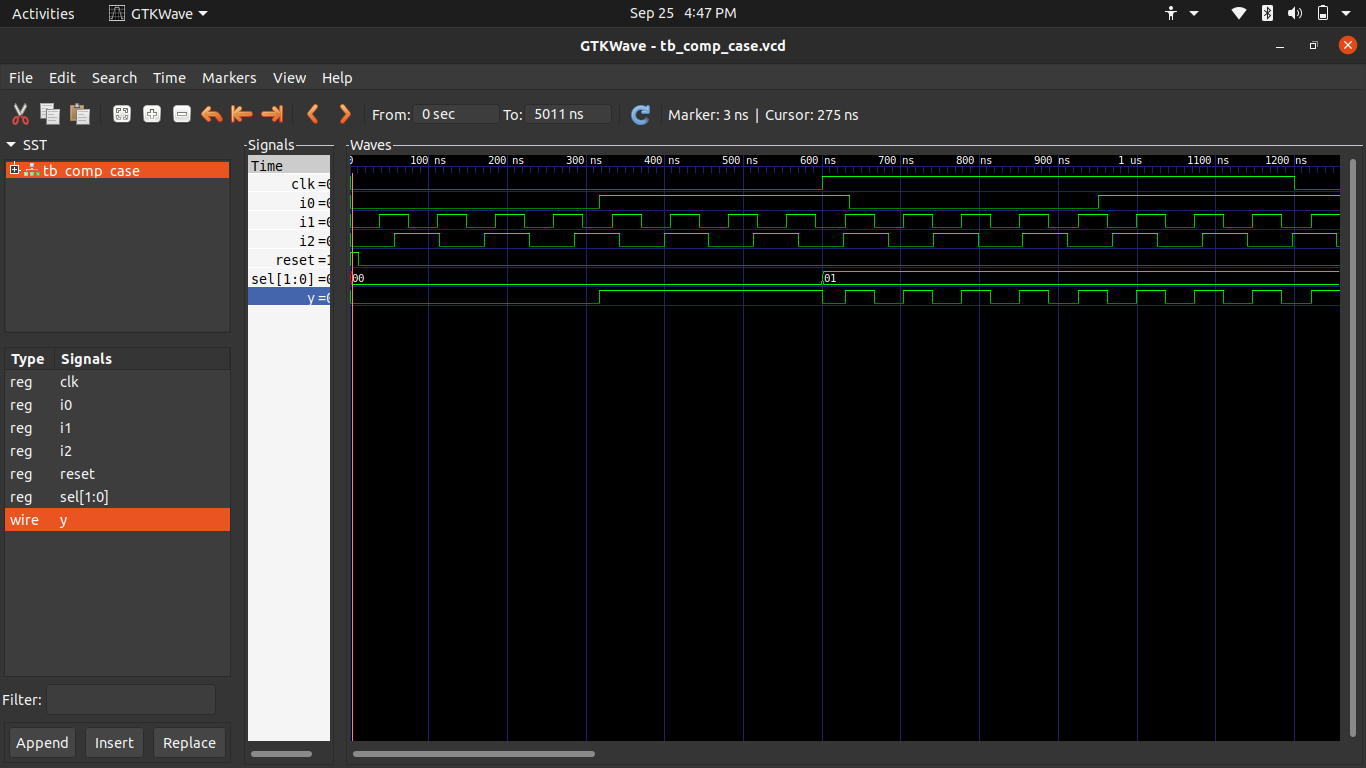 Activities GTKWave Sep 25 4:47 PM
GTKWave - tb_comp_case.vcd
File Edit Search Time Markers View Help
From: 0 sec To: 5011 ns Marker: 3 ns | Cursor: 275 ns
SST
tb_comp_case
Type Signals
reg clk
reg i0
reg i1
reg i2
reg reset
reg sel[1:0]
wire y
Filter:
Append Insert Replace
Signals
Time
clk =0
i0 =0
i1 =0
i2 =0
reset =1
sel[1:0] =0
y =0
Waves
0 100 ns 200 ns 300 ns 400 ns 500 ns 600 ns 700 ns 800 ns 900 ns 1 us 1100 ns 1200 ns
00 01